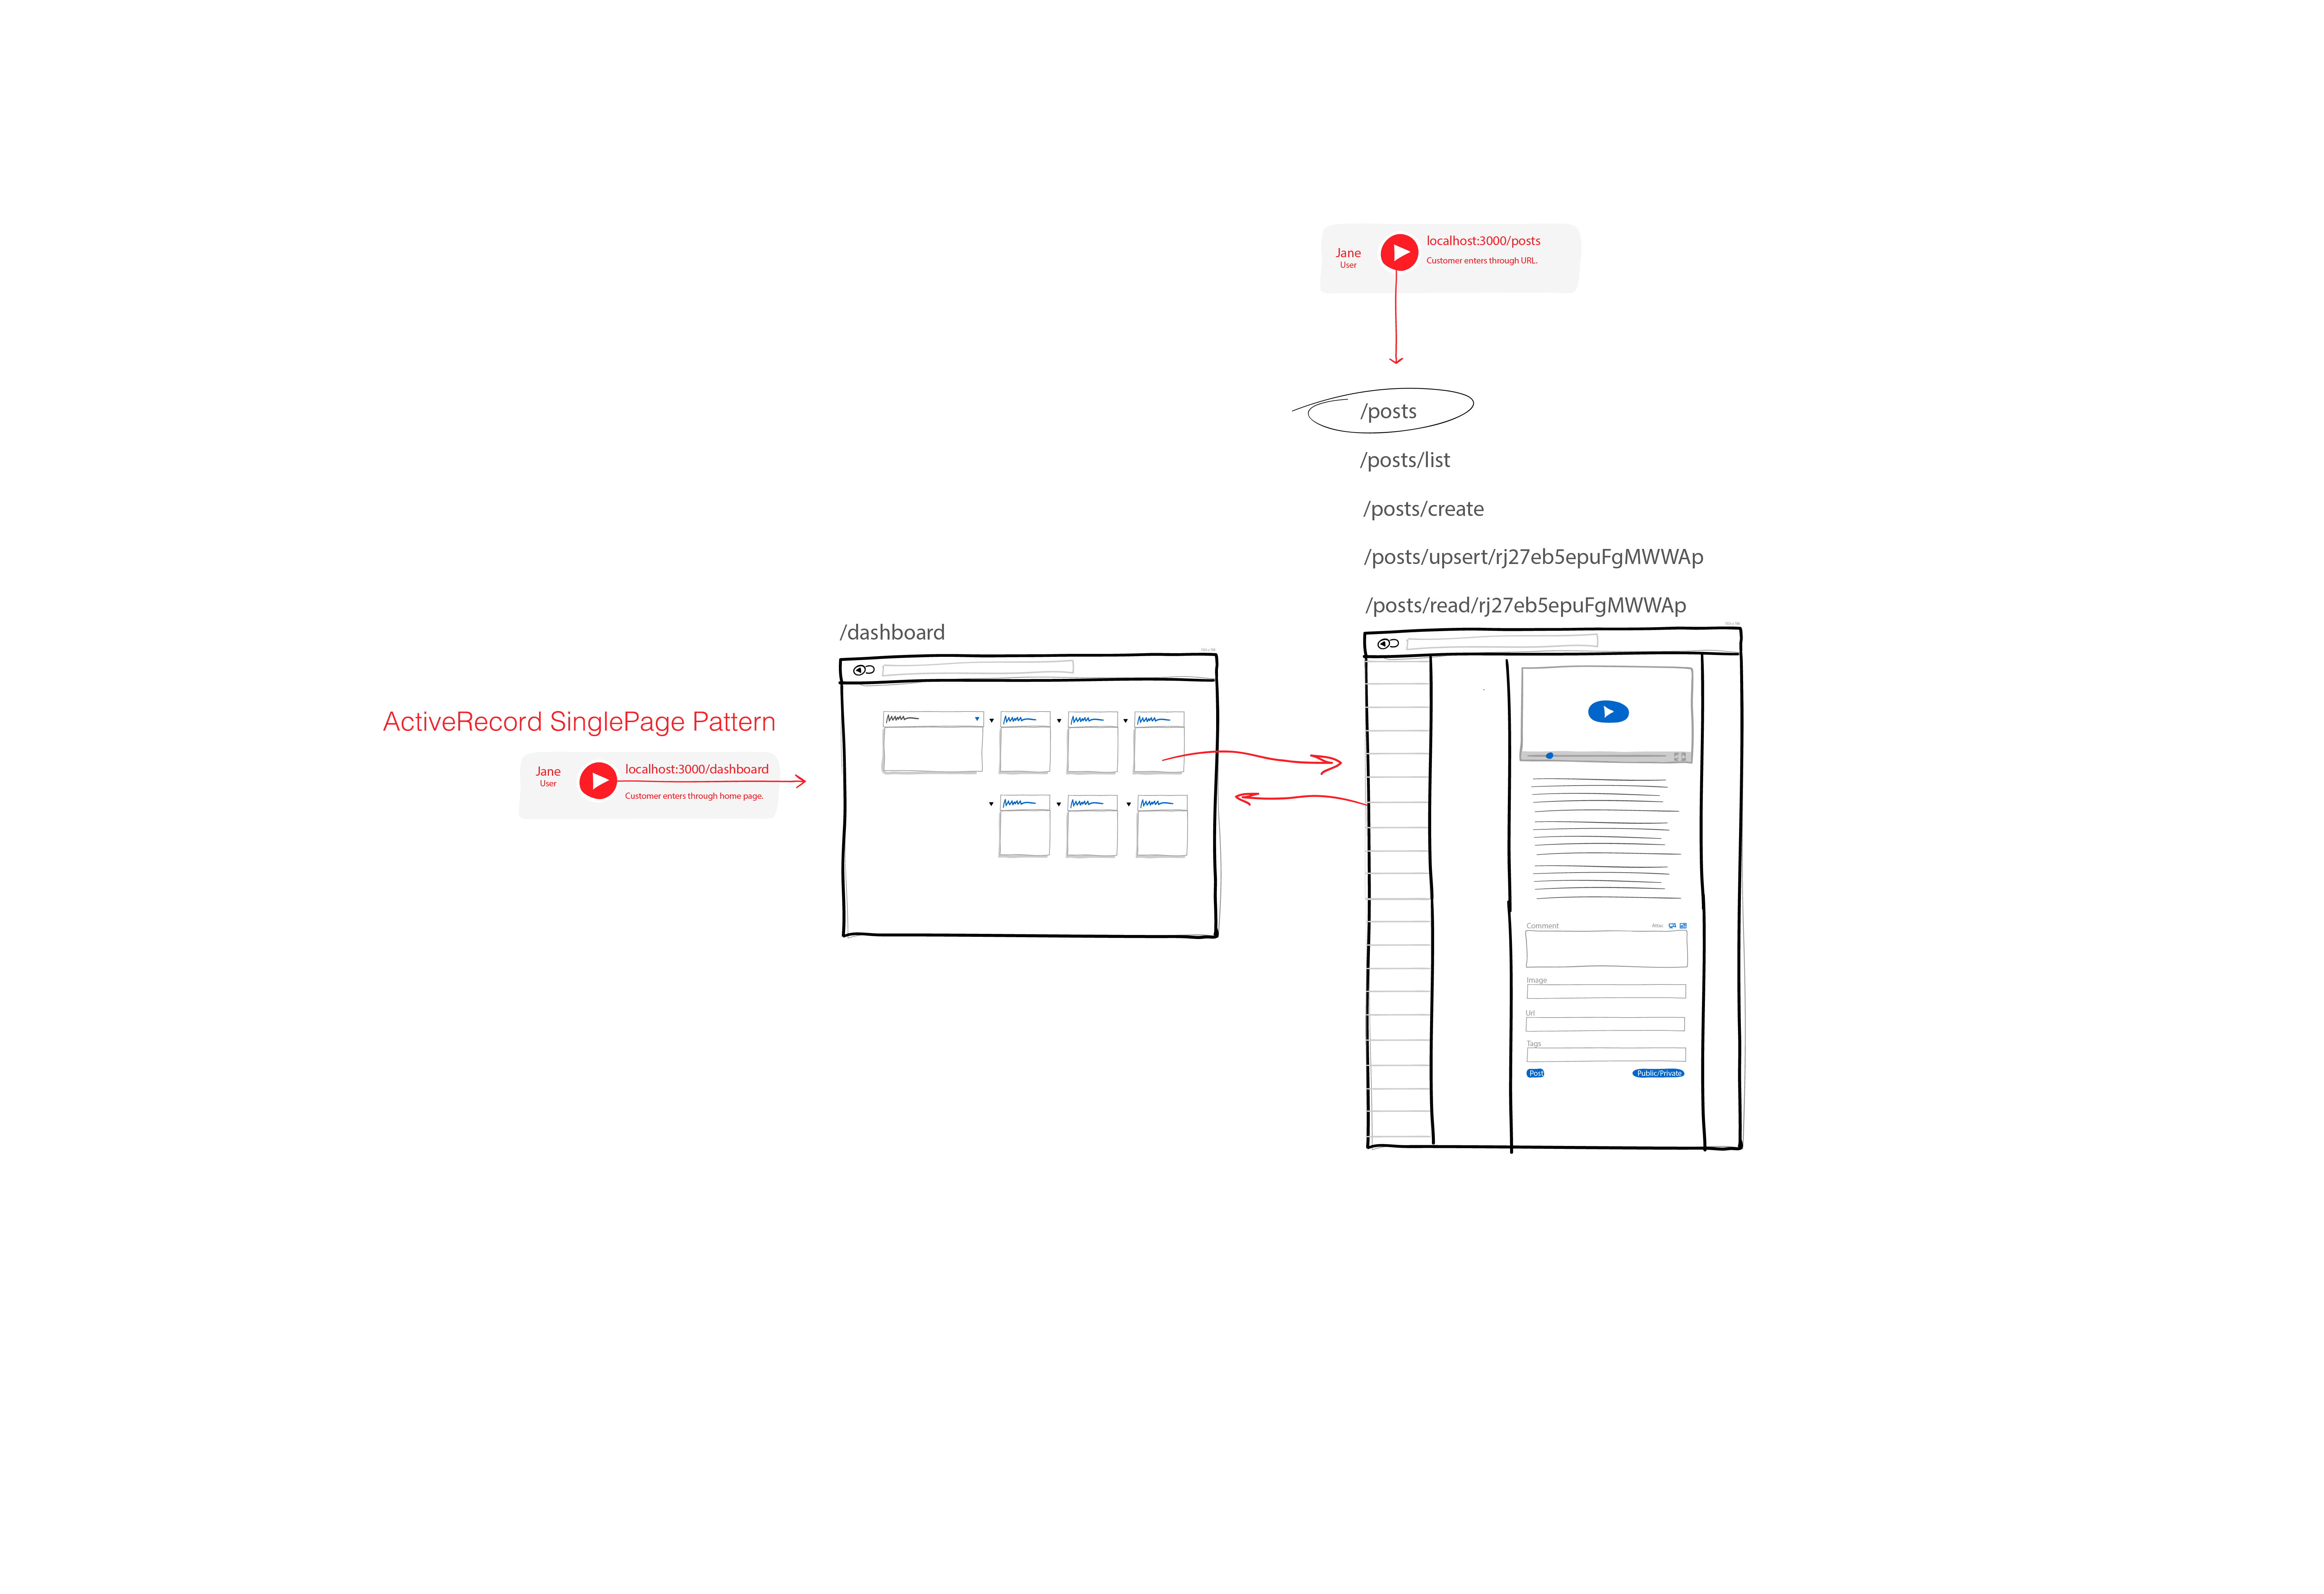 Jane
User
localhost:3000/posts
Customer enters through URL.
/posts
/posts/list
/posts/create
/posts/upsert/rj27eb5epuFgMWWAp
/posts/read/rj27eb5epuFgMWWAp
/dashboard
ActiveRecord SinglePage Pattern
Jane
User
localhost:3000/dashboard
Customer enters through home page.
Comment
Image
Url
Tags
Post
Public/Private